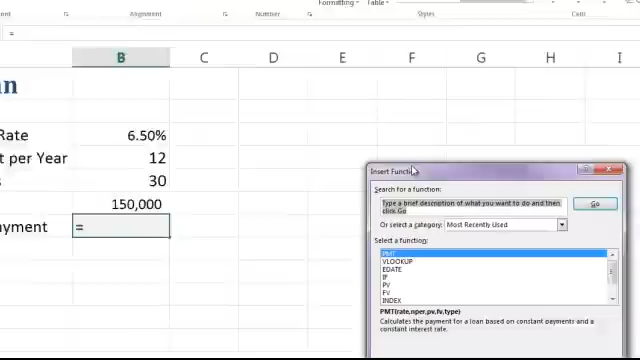 Formatting Table
Alignment Number Styles Cells
=
B C D E F G H I
an
Rate 6.50%
t per Year 12
s 30
150,000
ayment =
Insert Function
Search for a function:
Type a brief description of what you want to do and then
click Go
Go
Or select a category: Most Recently Used
Select a function:
PMT
VLOOKUP
EDATE
IF
PV
FV
INDEX
PMT(rate,nper,pv,fv,type)
Calculates the payment for a loan based on constant payments and a
constant interest rate.